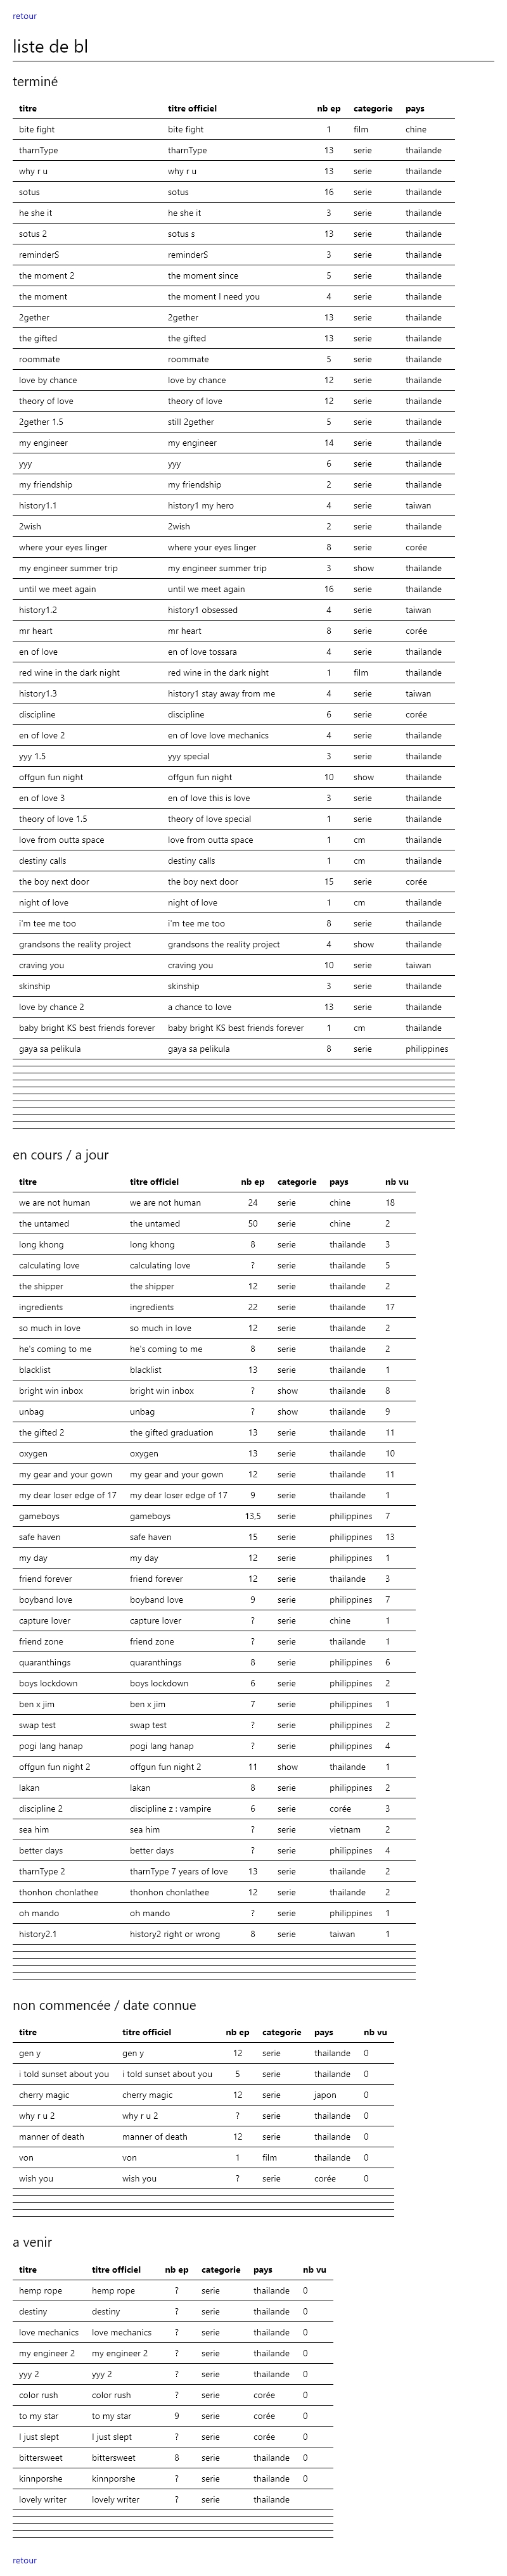 retour
liste de bl
terminé
titre titre officiel nb ep categorie pays
bite fight bite fight 1 film chine
tharnType tharnType 13 serie thailande
why r u why r u 13 serie thailande
sotus sotus 16 serie thailande
he she it he she it 3 serie thailande
sotus 2 sotus s 13 serie thailande
reminderS reminderS 3 serie thailande
the moment 2 the moment since 5 serie thailande
the moment the moment I need you 4 serie thailande
2gether 2gether 13 serie thailande
the gifted the gifted 13 serie thailande
roommate roommate 5 serie thailande
love by chance love by chance 12 serie thailande
theory of love theory of love 12 serie thailande
2gether 1.5 still 2gether 5 serie thailande
my engineer my engineer 14 serie thailande
yyy yyy 6 serie thailande
my friendship my friendship 2 serie thailande
history1.1 history1 my hero 4 serie taiwan
2wish 2wish 2 serie thailande
where your eyes linger where your eyes linger 8 serie corée
my engineer summer trip my engineer summer trip 3 show thailande
until we meet again until we meet again 16 serie thailande
history1.2 history1 obsessed 4 serie taiwan
mr heart mr heart 8 serie corée
en of love en of love tossara 4 serie thailande
red wine in the dark night red wine in the dark night 1 film thailande
history1.3 history1 stay away from me 4 serie taiwan
discipline discipline 6 serie corée
en of love 2 en of love love mechanics 4 serie thailande
yyy 1.5 yyy special 3 serie thailande
offgun fun night offgun fun night 10 show thailande
en of love 3 en of love this is love 3 serie thailande
theory of love 1.5 theory of love special 1 serie thailande
love from outta space love from outta space 1 cm thailande
destiny calls destiny calls 1 cm thailande
the boy next door the boy next door 15 serie corée
night of love night of love 1 cm thailande
i'm tee me too i'm tee me too 8 serie thailande
grandsons the reality project grandsons the reality project 4 show thailande
craving you craving you 10 serie taiwan
skinship skinship 3 serie thailande
love by chance 2 a chance to love 13 serie thailande
baby bright KS best friends forever baby bright KS best friends forever 1 cm thailande
gaya sa pelikula gaya sa pelikula 8 serie philippines
en cours / a jour
titre titre officiel nb ep categorie pays nb vu
we are not human we are not human 24 serie chine 18
the untamed the untamed 50 serie chine 2
long khong long khong 8 serie thailande 3
calculating love calculating love ? serie thailande 5
the shipper the shipper 12 serie thailande 2
ingredients ingredients 22 serie thailande 17
so much in love so much in love 12 serie thailande 2
he's coming to me he's coming to me 8 serie thailande 2
blacklist blacklist 13 serie thailande 1
bright win inbox bright win inbox ? show thailande 8
unbag unbag ? show thailande 9
the gifted 2 the gifted graduation 13 serie thailande 11
oxygen oxygen 13 serie thailande 10
my gear and your gown my gear and your gown 12 serie thailande 11
my dear loser edge of 17 my dear loser edge of 17 9 serie thailande 1
gameboys gameboys 13,5 serie philippines 7
safe haven safe haven 15 serie philippines 13
my day my day 12 serie philippines 1
friend forever friend forever 12 serie thailande 3
boyband love boyband love 9 serie philippines 7
capture lover capture lover ? serie chine 1
friend zone friend zone ? serie thailande 1
quaranthings quaranthings 8 serie philippines 6
boys lockdown boys lockdown 6 serie philippines 2
ben x jim ben x jim 7 serie philippines 1
swap test swap test ? serie philippines 2
pogi lang hanap pogi lang hanap ? serie philippines 4
offgun fun night 2 offgun fun night 2 11 show thailande 1
lakan lakan 8 serie philippines 2
discipline 2 discipline z : vampire 6 serie corée 3
sea him sea him ? serie vietnam 2
better days better days ? serie philippines 4
tharnType 2 tharnType 7 years of love 13 serie thailande 2
thonhon chonlathee thonhon chonlathee 12 serie thailande 2
oh mando oh mando ? serie philippines 1
history2.1 history2 right or wrong 8 serie taiwan 1
non commencée / date connue
titre titre officiel nb ep categorie pays nb vu
gen y gen y 12 serie thailande 0
i told sunset about you i told sunset about you 5 serie thailande 0
cherry magic cherry magic 12 serie japon 0
why r u 2 why r u 2 ? serie thailande 0
manner of death manner of death 12 serie thailande 0
von von 1 film thailande 0
wish you wish you ? serie corée 0
a venir
titre titre officiel nb ep categorie pays nb vu
hemp rope hemp rope ? serie thailande 0
destiny destiny ? serie thailande 0
love mechanics love mechanics ? serie thailande 0
my engineer 2 my engineer 2 ? serie thailande 0
yyy 2 yyy 2 ? serie thailande 0
color rush color rush ? serie corée 0
to my star to my star 9 serie corée 0
I just slept I just slept ? serie corée 0
bittersweet bittersweet 8 serie thailande 0
kinnporshe kinnporshe ? serie thailande 0
lovely writer lovely writer ? serie thailande
retour